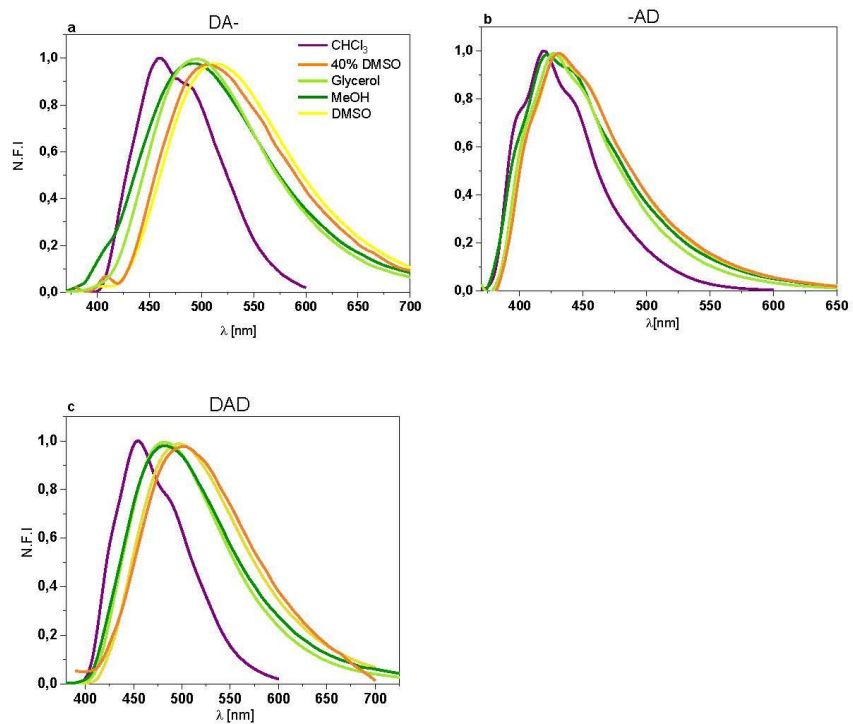 DA-
a
CHCl₃
40% DMSO
Glycerol
MeOH
DMSO
N.F.I
1,0
0,8
0,6
0,4
0,2
0,0
400 450 500 550 600 650 700
λ [nm]
-AD
b
1,0
0,8
0,6
0,4
0,2
0,0
400 450 500 550 600 650
λ[nm]
DAD
c
N.F.I
1,0
0,8
0,6
0,4
0,2
0,0
400 450 500 550 600 650 700
λ [nm]